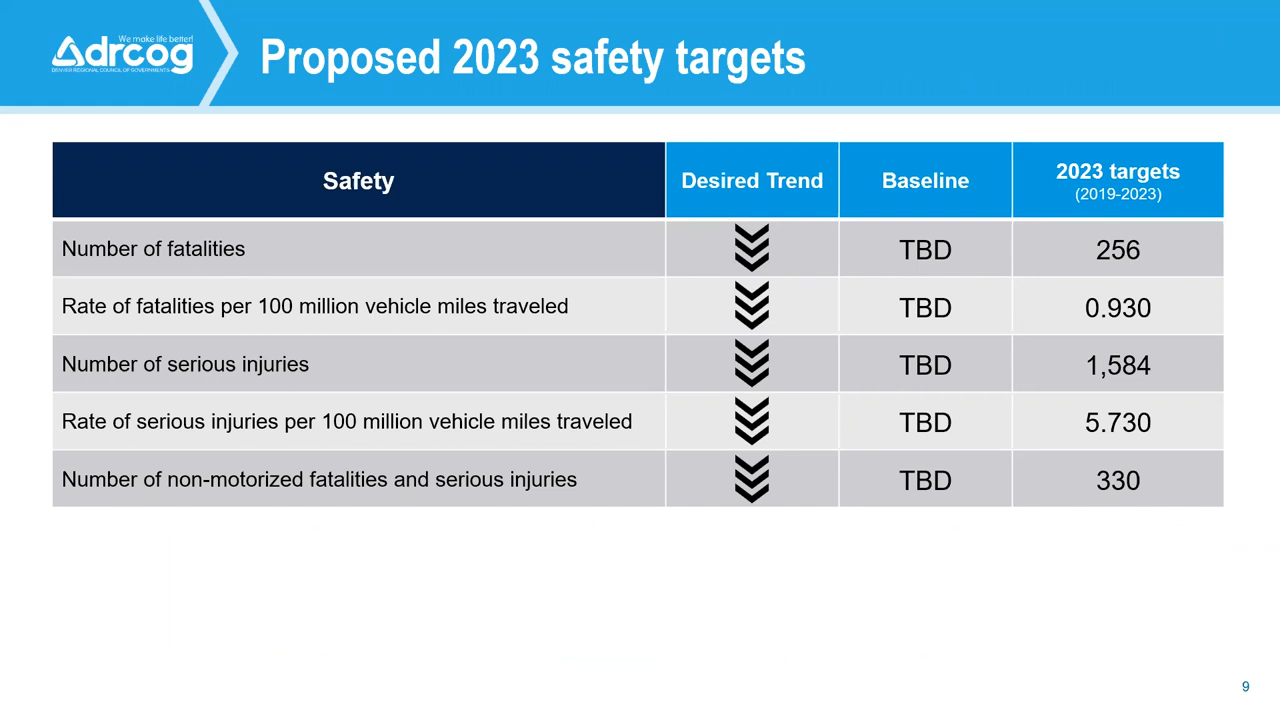 We make life better!
drcog
DENVER REGIONAL COUNCIL OF GOVERNMENTS
Proposed 2023 safety targets
Safety Desired Trend Baseline 2023 targets
(2019-2023)
Number of fatalities TBD 256
Rate of fatalities per 100 million vehicle miles traveled TBD 0.930
Number of serious injuries TBD 1,584
Rate of serious injuries per 100 million vehicle miles traveled TBD 5.730
Number of non-motorized fatalities and serious injuries TBD 330
9